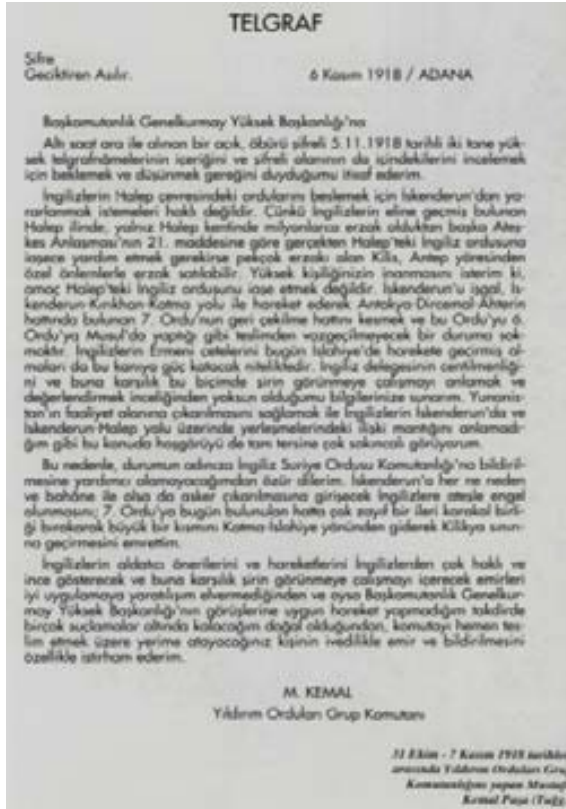 TELGRAF
Şifre
Geciktiren Asılır. 6 Kasım 1918 / ADANA
Başkomutanlık Genelkurmay Yüksek Başkanlığı'na
Altı saat ara ile alınan bir açık, öbürü şifreli 5.11.1918 tarihli iki tane yük-
sek telgrafnâmelerinin içeriğini ve şifreli olanının da içindekilerini incelemek
için beklemek ve düşünmek gereğini duyduğumu itiraf ederim.
İngilizlerin Halep çevresindeki ordularını beslemek için İskenderun'dan ya-
rarlanmak istemeleri haklı değildir. Çünkü İngilizlerin eline geçmiş bulunan
Halep ilinde, yalnız Halep kentinde milyonlarca erzak olduktan başka Ateş-
kes Anlaşması'nın 21. maddesine göre gerçekten Halep'teki İngiliz ordusuna
iaşece yardım etmek gerekirse pekçok erzakı olan Kilis, Antep yöresinden
özel önlemlerle erzak satılabilir. Yüksek kişiliğinizin inanmasını isterim ki,
amaç Halep'teki İngiliz ordusunu iaşe etmek değildir. İskenderun'u işgal, İs-
kenderun-Kırıkhan-Katma yolu ile hareket ederek Antakya-Dircemal-Ahterin
hattında bulunan 7. Ordu'nun geri çekilme hattını kesmek ve bu Ordu'yu 6.
Ordu'ya Musul'da yaptığı gibi teslimden vazgeçilmeyecek bir duruma sok-
maktır. İngilizlerin Ermeni çetelerini bugün İslahiye'de harekete geçirmiş ol-
maları da bu kanıya güç katacak niteliktedir. İngiliz delegesinin centilmenliği-
ni ve buna karşılık bu biçimde şirin görünmeye çalışmayı anlamak ve
değerlendirmek inceliğinden yoksun olduğumu bilgilerinize sunarım. Yunanis-
tan'ın faaliyet alanına çıkarılmasını sağlamak ile İngilizlerin İskenderun'da ve
İskenderun-Halep yolu üzerinde yerleşmelerindeki ilişki mantığını anlamadı-
ğım gibi bu konuda hoşgörüyü de tam tersine çok sakıncalı görüyorum.
Bu nedenle, durumun adınıza İngiliz Suriye Ordusu Komutanlığı'na bildiril-
mesine yardımcı olamayacağımdan özür dilerim. İskenderun'a her ne neden
ve bahâne ile olsa da asker çıkarılmasına girişecek İngilizlere ateşle engel
olunmasını; 7. Ordu'ya bugün bulunulan hatta çok zayıf bir ileri karakol birli-
ği bırakarak büyük bir kısmını Katma-İslahiye yönünden giderek Kilikya sınırı-
na geçirmesini emrettim.
İngilizlerin aldatıcı önerilerini ve hareketlerini İngilizlerden çok haklı ve
ince gösterecek ve buna karşılık şirin görünmeye çalışmayı içerecek emirleri
iyi uygulamaya yaratılışım elvermediğinden ve oysa Başkomutanlık Genelkur-
may Yüksek Başkanlığı'nın görüşlerine uygun hareket yapmadığım takdirde
birçok suçlamalar altında kalacağım doğal olduğundan, komutayı hemen tes-
lim etmek üzere yerime atayacağınız kişinin ivedilikle emir ve bildirilmesini
özellikle istirham ederim.
M. KEMAL
Yıldırım Orduları Grup Komutanı
31 Ekim - 7 Kasım 1918 tarihler
arasında Yıldırım Orduları Gru
Komutanlığını yapan Mustaf
Kemal Paşa (Tuğg